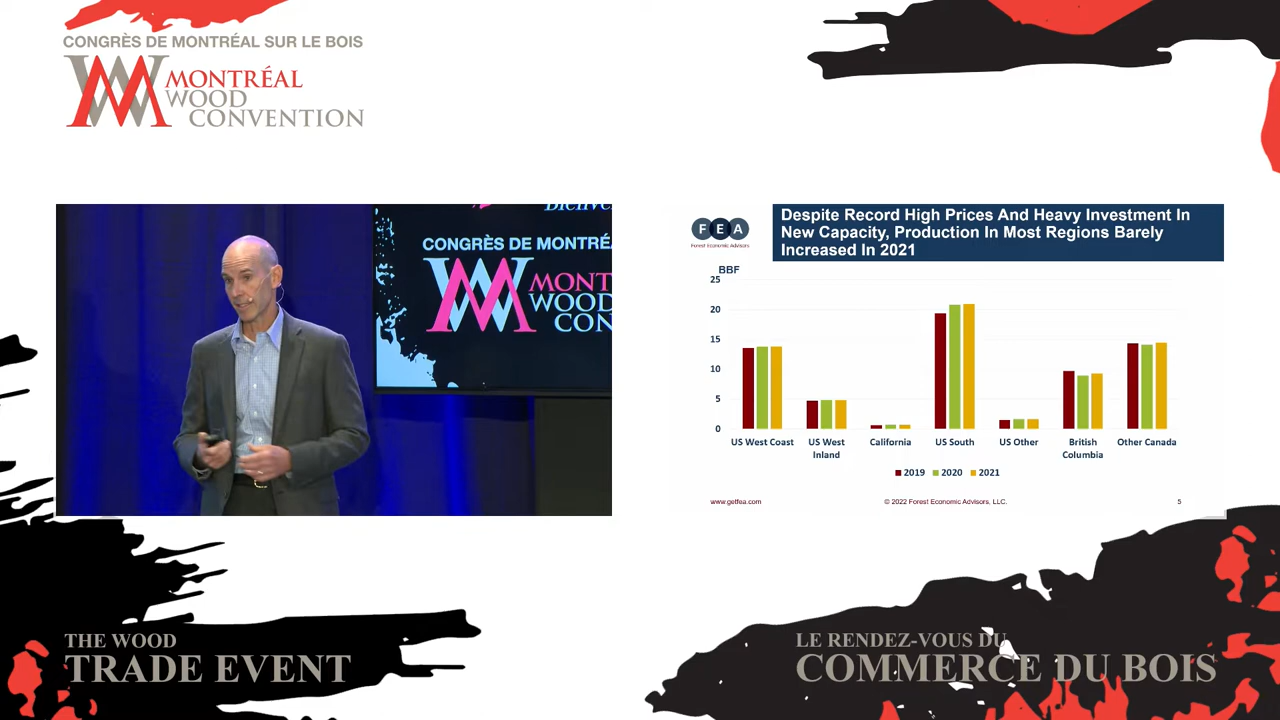 CONGRÈS DE MONTRÉAL SUR LE BOIS
MONTRÉAL
WOOD
CONVENTION
CONGRÈS DE MONTRÉ
MONT
WOOD
CON
FEA
Forest Economic Advisors
Despite Record High Prices And Heavy Investment In
New Capacity, Production In Most Regions Barely
Increased In 2021
BBF
25
20
15
10
5
0
US West Coast
US West
Inland
California
US South
US Other
British
Columbia
Other Canada
2019 2020 2021
www.getfea.com
© 2022 Forest Economic Advisors, LLC.
5
THE WOOD
TRADE EVENT
LE RENDEZ-VOUS DU
COMMERCE DU BOIS